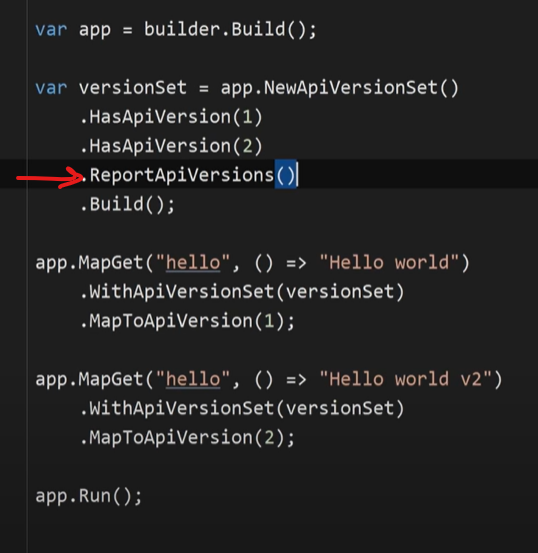 var app = builder.Build();
var versionSet = app.NewApiVersionSet()
.HasApiVersion(1)
.HasApiVersion(2)
.ReportApiVersions()
.Build();
app.MapGet("hello", () => "Hello world")
.WithApiVersionSet(versionSet)
.MapToApiVersion(1);
app.MapGet("hello", () => "Hello world v2")
.WithApiVersionSet(versionSet)
.MapToApiVersion(2);
app.Run();